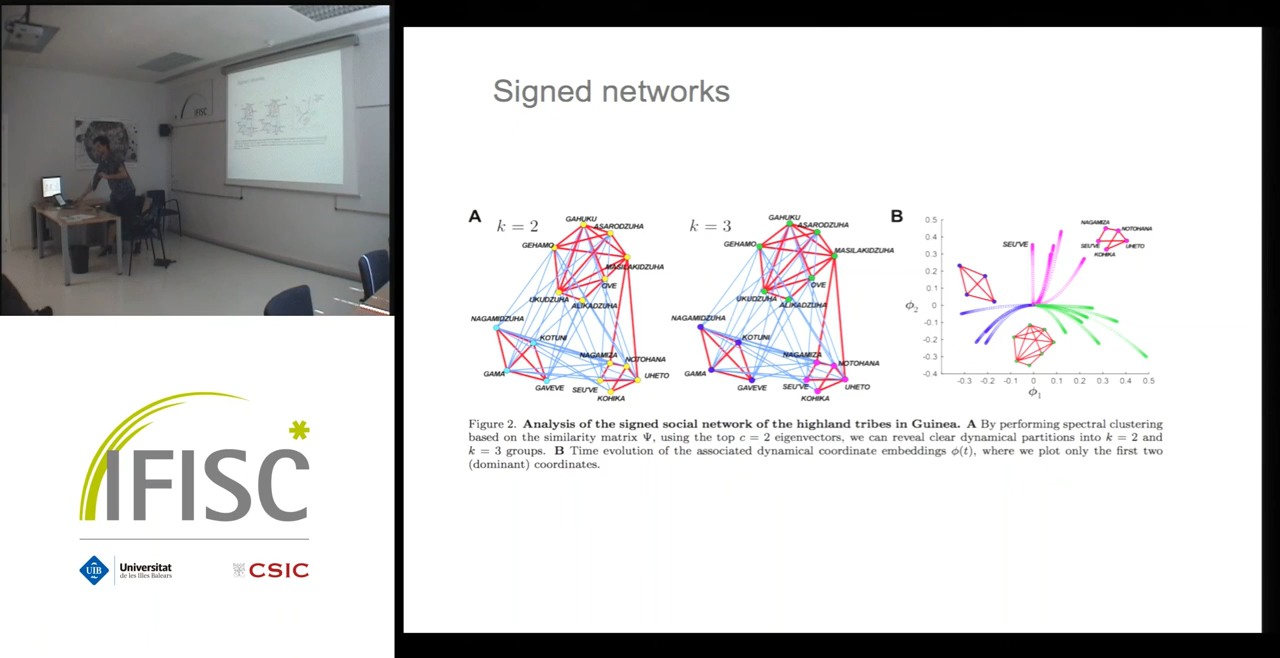 Signed networks
A
k = 2
GAHUKU
ASARODZUHA
GEHAMO
MASILAKIDZUHA
OVE
UKUDZUHA
ALIKADZUHA
NAGAMIDZUHA
KOTUNI
NAGAMIZA
NOTOHANA
GAMA
GAVEVE
SEU'VE
UHETO
KOHIKA
k = 3
GAHUKU
ASARODZUHA
GEHAMO
MASILAKIDZUHA
OVE
UKUDZUHA
ALIKADZUHA
NAGAMIDZUHA
KOTUNI
NAGAMIZA
NOTOHANA
GAMA
GAVEVE
SEU'VE
UHETO
KOHIKA
B
0.5
0.4
0.3
0.2
0.1
0
-0.1
-0.2
-0.3
-0.4
ϕ2
SEU'VE
NAGAMIZA
NOTOHANA
SEU'VE
UHETO
KOHIKA
-0.3 -0.2 -0.1 0 0.1 0.2 0.3 0.4 0.5
ϕ1
Figure 2. Analysis of the signed social network of the highland tribes in Guinea. A By performing spectral clustering
based on the similarity matrix Ψ, using the top c = 2 eigenvectors, we can reveal clear dynamical partitions into k = 2 and
k = 3 groups. B Time evolution of the associated dynamical coordinate embeddings ϕ(t), where we plot only the first two
(dominant) coordinates.
IFISC
IFISC
UIB
Universitat
de les Illes Balears
CSIC